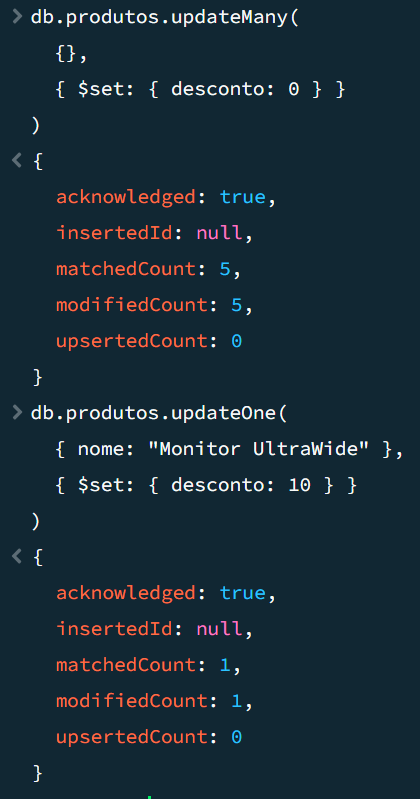 > db.produtos.updateMany(
{},
{ $set: { desconto: 0 } }
)
< {
acknowledged: true,
insertedId: null,
matchedCount: 5,
modifiedCount: 5,
upsertedCount: 0
}
> db.produtos.updateOne(
{ nome: "Monitor UltraWide" },
{ $set: { desconto: 10 } }
)
< {
acknowledged: true,
insertedId: null,
matchedCount: 1,
modifiedCount: 1,
upsertedCount: 0
}